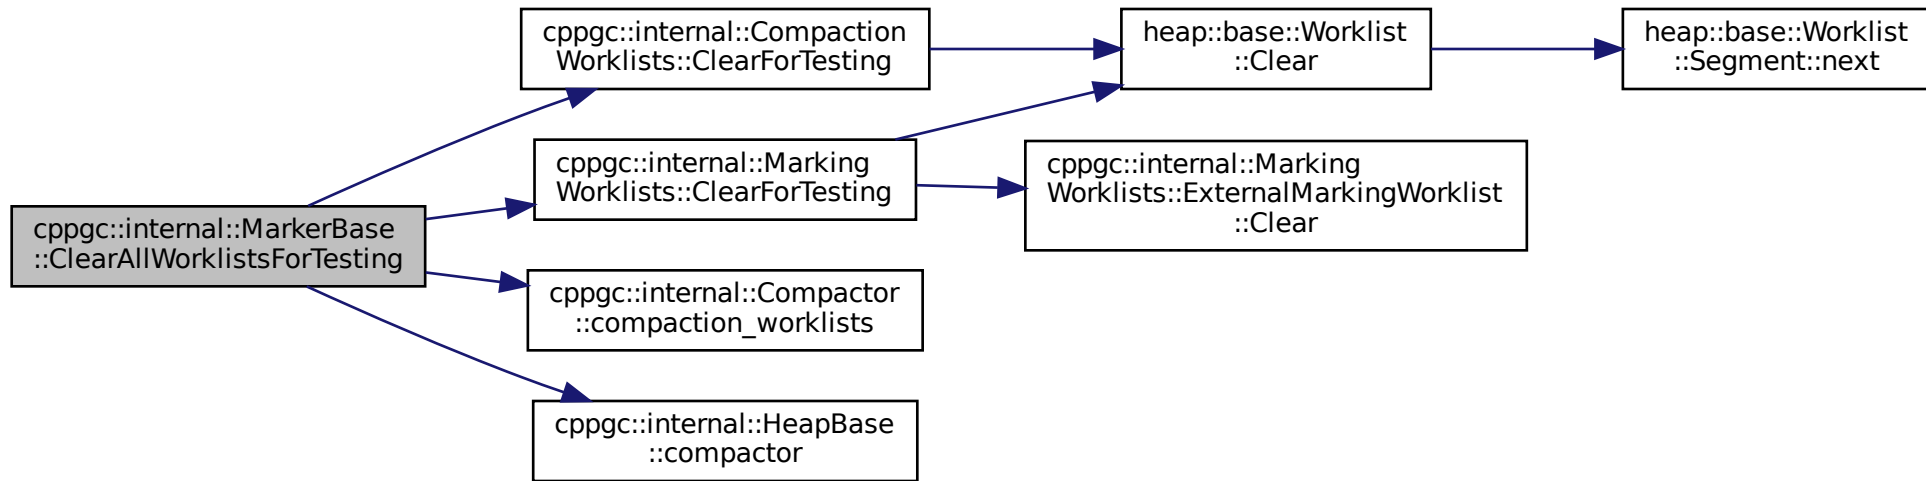 cppgc::internal::MarkerBase
::ClearAllWorklistsForTesting
cppgc::internal::Compaction
Worklists::ClearForTesting
cppgc::internal::Marking
Worklists::ClearForTesting
cppgc::internal::Compactor
::compaction_worklists
cppgc::internal::HeapBase
::compactor
heap::base::Worklist
::Clear
cppgc::internal::Marking
Worklists::ExternalMarkingWorklist
::Clear
heap::base::Worklist
::Segment::next